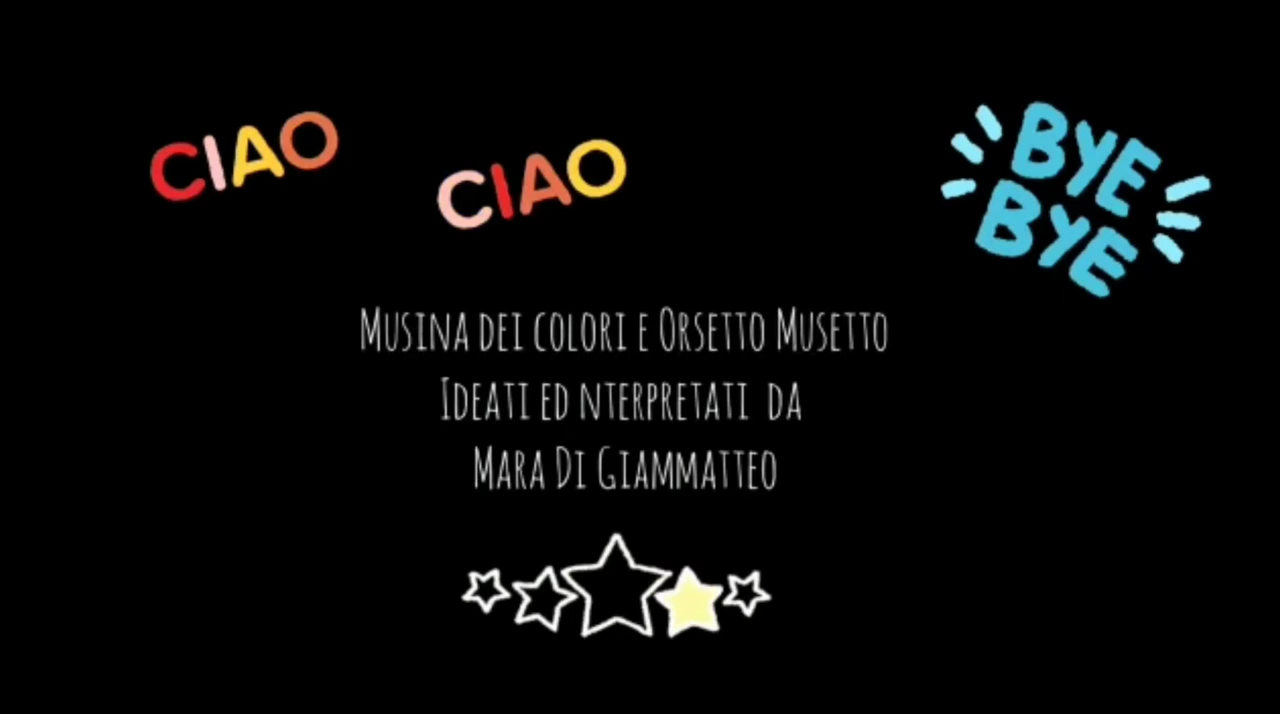 CIAO
CIAO
BYE
BYE
Musina dei colori e Orsetto Musetto
Ideati ed nterpretati da
Mara Di Giammatteo